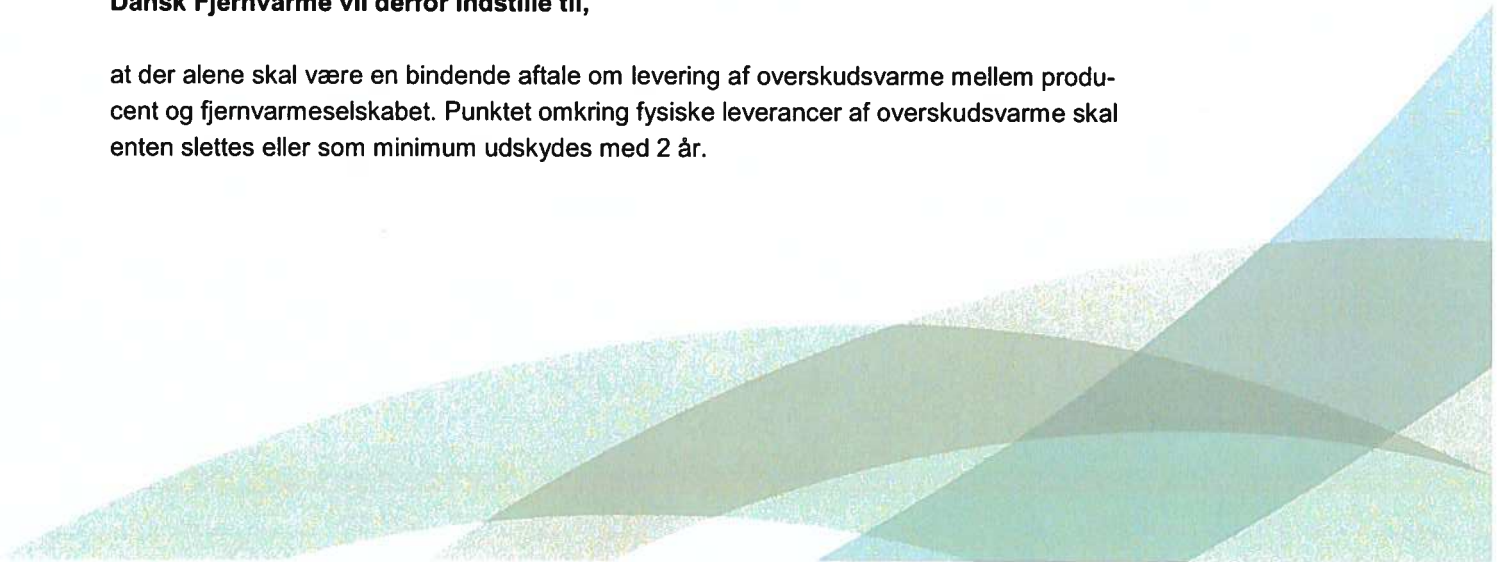 Dansk Fjernvarme vil derfor indstille til,
at der alene skal være en bindende aftale om levering af overskudsvarme mellem produ-
cent og fjernvarmeselskabet. Punktet omkring fysiske leverancer af overskudsvarme skal
enten slettes eller som minimum udskydes med 2 år.